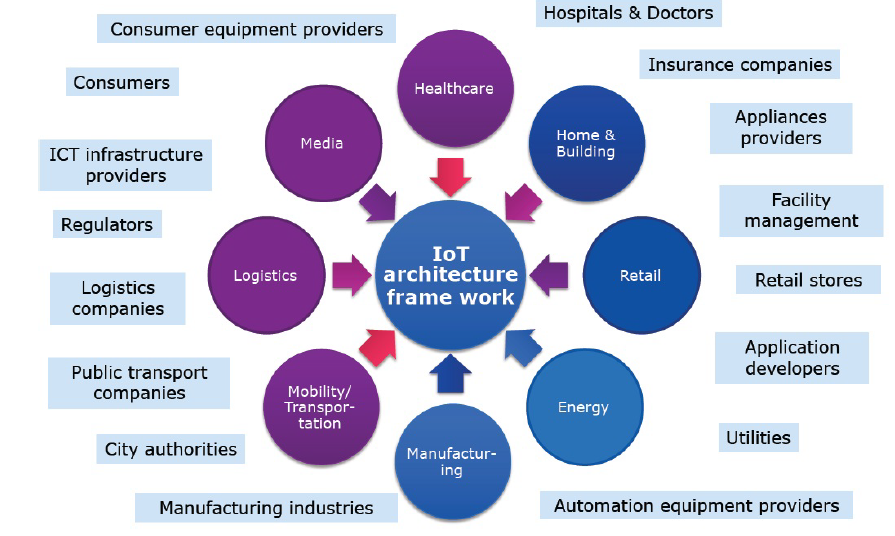 Hospitals & Doctors
Consumer equipment providers
Insurance companies
Consumers
Healthcare
Appliances
providers
Media
Home &
Building
ICT infrastructure
providers
Facility
management
Regulators
IoT
architecture
frame work
Logistics
Retail
Retail stores
Logistics
companies
Application
developers
Public transport
companies
Mobility/
Transpor-
tation
Energy
Utilities
City authorities
Manufactur-
ing
Manufacturing industries
Automation equipment providers